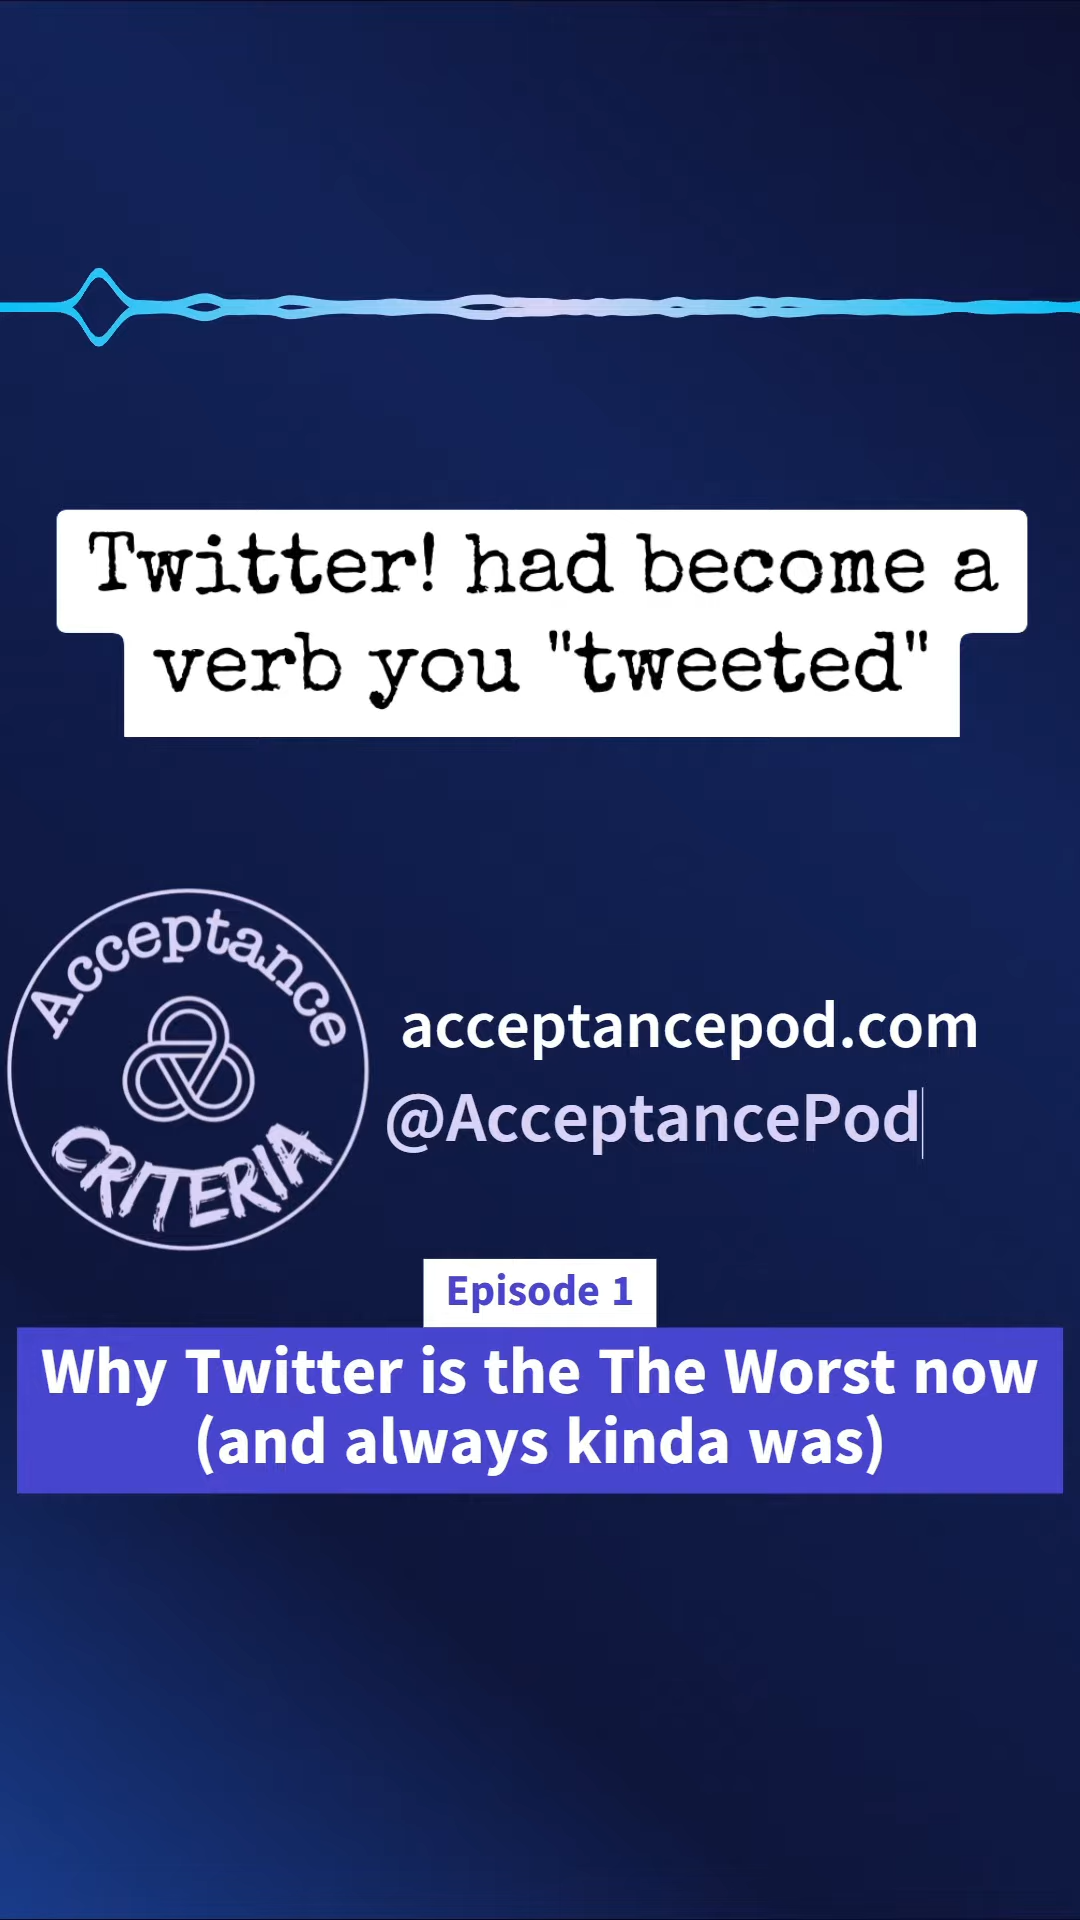 Twitter! had become a
verb you "tweeted"
Acceptance
CRITERIA
acceptancepod.com
@AcceptancePod
Episode 1
Why Twitter is the The Worst now
(and always kinda was)